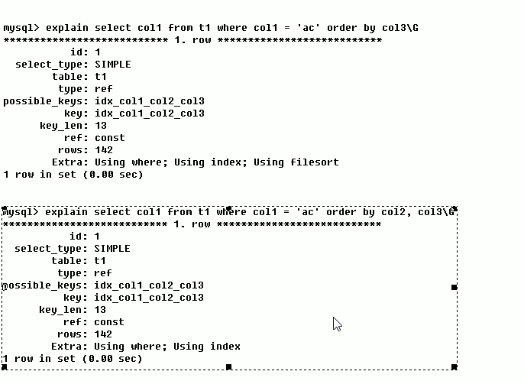 mysql> explain select col1 from t1 where col1 = 'ac' order by col3\G
*************************** 1. row ***************************
id: 1
select_type: SIMPLE
table: t1
type: ref
possible_keys: idx_col1_col2_col3
key: idx_col1_col2_col3
key_len: 13
ref: const
rows: 142
Extra: Using where; Using index; Using filesort
1 row in set (0.00 sec)
mysql> explain select col1 from t1 where col1 = 'ac' order by col2, col3\G
*************************** 1. row ***************************
id: 1
select_type: SIMPLE
table: t1
type: ref
possible_keys: idx_col1_col2_col3
key: idx_col1_col2_col3
key_len: 13
ref: const
rows: 142
Extra: Using where; Using index
1 row in set (0.00 sec)